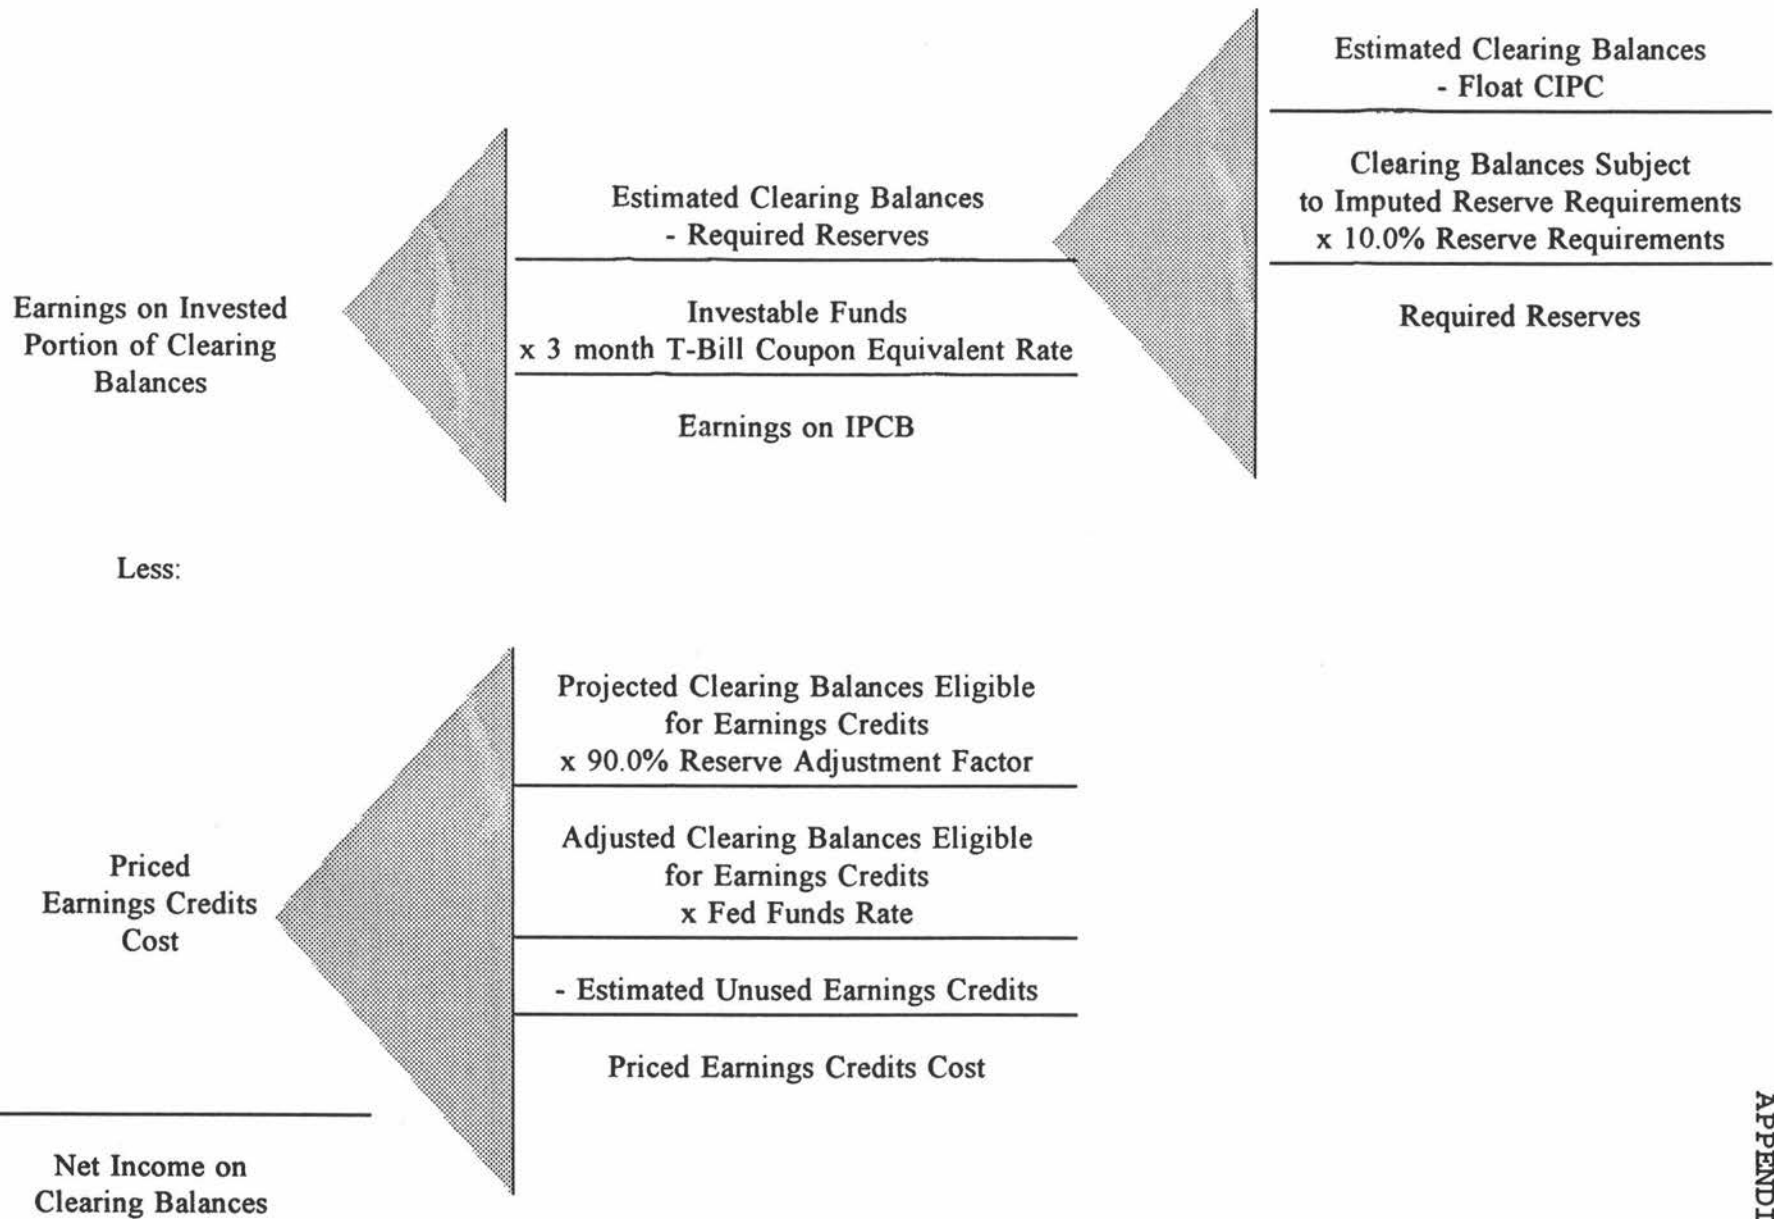 Earnings on Invested
Portion of Clearing
Balances
Estimated Clearing Balances
- Required Reserves
Investable Funds
x 3 month T-Bill Coupon Equivalent Rate
Earnings on IPCB
Estimated Clearing Balances
- Float CIPC
Clearing Balances Subject
to Imputed Reserve Requirements
x 10.0% Reserve Requirements
Required Reserves
Less:
Priced
Earnings Credits
Cost
Projected Clearing Balances Eligible
for Earnings Credits
x 90.0% Reserve Adjustment Factor
Adjusted Clearing Balances Eligible
for Earnings Credits
x Fed Funds Rate
- Estimated Unused Earnings Credits
Priced Earnings Credits Cost
Net Income on
Clearing Balances
APPENDI